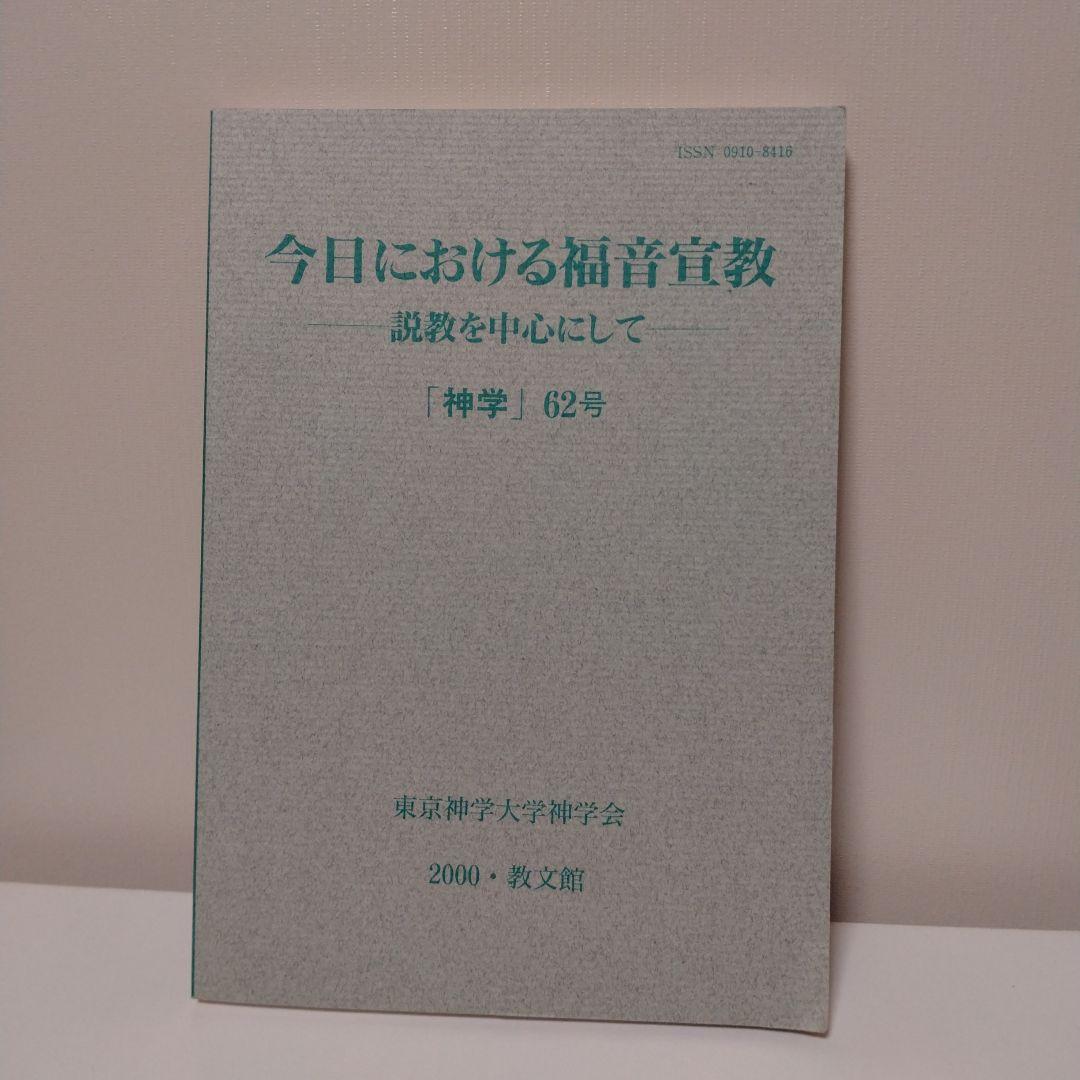 ISSN 0910-8416
今日における福音宣教
――説教を中心にして――
「神学」62号
東京神学大学神学会
2000・教文館